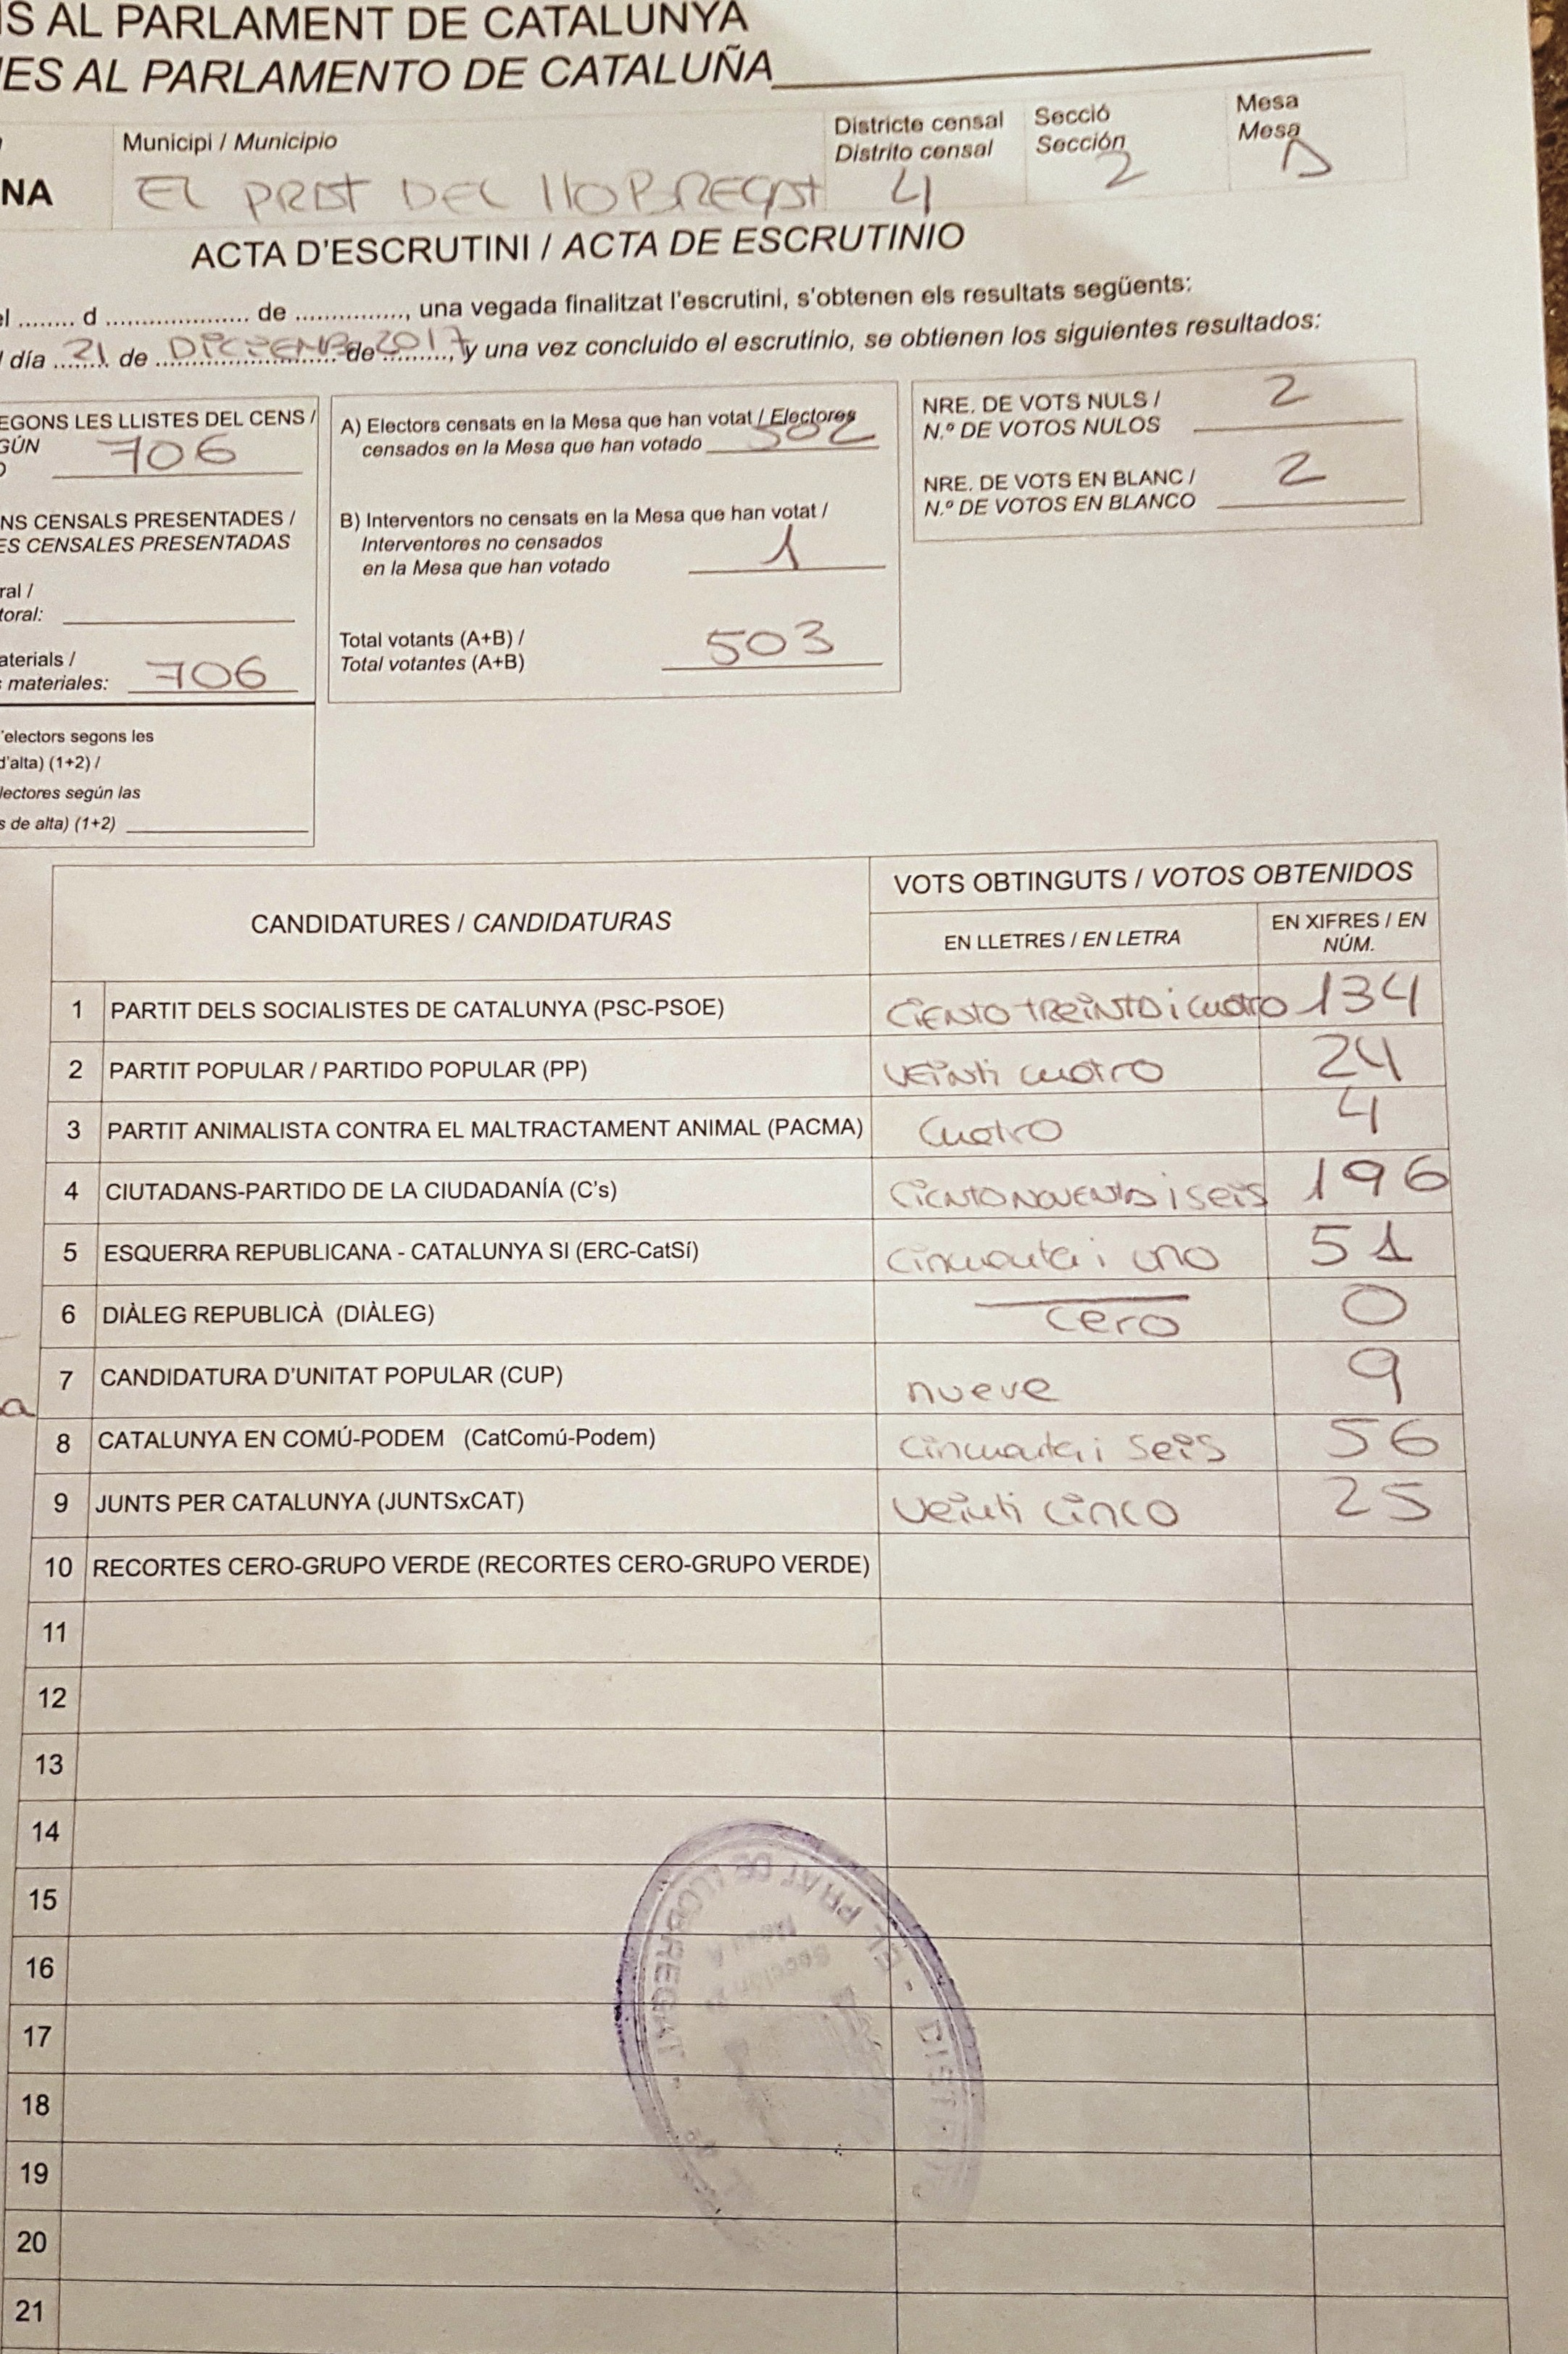 NS AL PARLAMENT DE CATALUNYA
NES AL PARLAMENTO DE CATALUÑA
Municipi / Municipio
Districte censal
Distrito censal
Secció
Sección
Mesa
Mesa
NA
EL PRAT DEL LLOBREGAT
4
2
A
ACTA D'ESCRUTINI / ACTA DE ESCRUTINIO
el ........ d ..................... de ................, una vegada finalitzat l'escrutini, s'obtenen els resultats següents:
día 21 de DICIEMB de 2017, y una vez concluido el escrutinio, se obtienen los siguientes resultados:
EGONS LES LLISTES DEL CENS /
GÚN
706
NS CENSALS PRESENTADES /
ES CENSALES PRESENTADAS
ral /
toral:
aterials /
s materiales: 706
'electors segons les
d'alta) (1+2) /
lectores según las
s de alta) (1+2)
A) Electors censats en la Mesa que han votat / Electores
censados en la Mesa que han votado 502
B) Interventors no censats en la Mesa que han votat /
Interventores no censados
en la Mesa que han votado 1
Total votants (A+B) /
Total votantes (A+B) 503
NRE. DE VOTS NULS /
N.º DE VOTOS NULOS 2
NRE. DE VOTS EN BLANC /
N.º DE VOTOS EN BLANCO 2
CANDIDATURES / CANDIDATURAS
VOTS OBTINGUTS / VOTOS OBTENIDOS
EN LLETRES / EN LETRA
EN XIFRES / EN
NÚM.
1 PARTIT DELS SOCIALISTES DE CATALUNYA (PSC-PSOE) CIENTO TREINTA i cuatro 134
2 PARTIT POPULAR / PARTIDO POPULAR (PP) VEinti cuatro 24
3 PARTIT ANIMALISTA CONTRA EL MALTRACTAMENT ANIMAL (PACMA) Cuatro 4
4 CIUTADANS-PARTIDO DE LA CIUDADANÍA (C's) CIENTO NOVENTA i seis 196
5 ESQUERRA REPUBLICANA - CATALUNYA SI (ERC-CatSí) Cincuenta i uno 51
6 DIÀLEG REPUBLICÀ (DIÀLEG) cero 0
7 CANDIDATURA D'UNITAT POPULAR (CUP) nueve 9
8 CATALUNYA EN COMÚ-PODEM (CatComú-Podem) cincuenta i seis 56
9 JUNTS PER CATALUNYA (JUNTSxCAT) Veinti cinco 25
10 RECORTES CERO-GRUPO VERDE (RECORTES CERO-GRUPO VERDE)
11
12
13
14
15
16
17
18
19
20
21
EL PRAT DE LLOBREGAT - DIST.
Sección 2
Mesa A